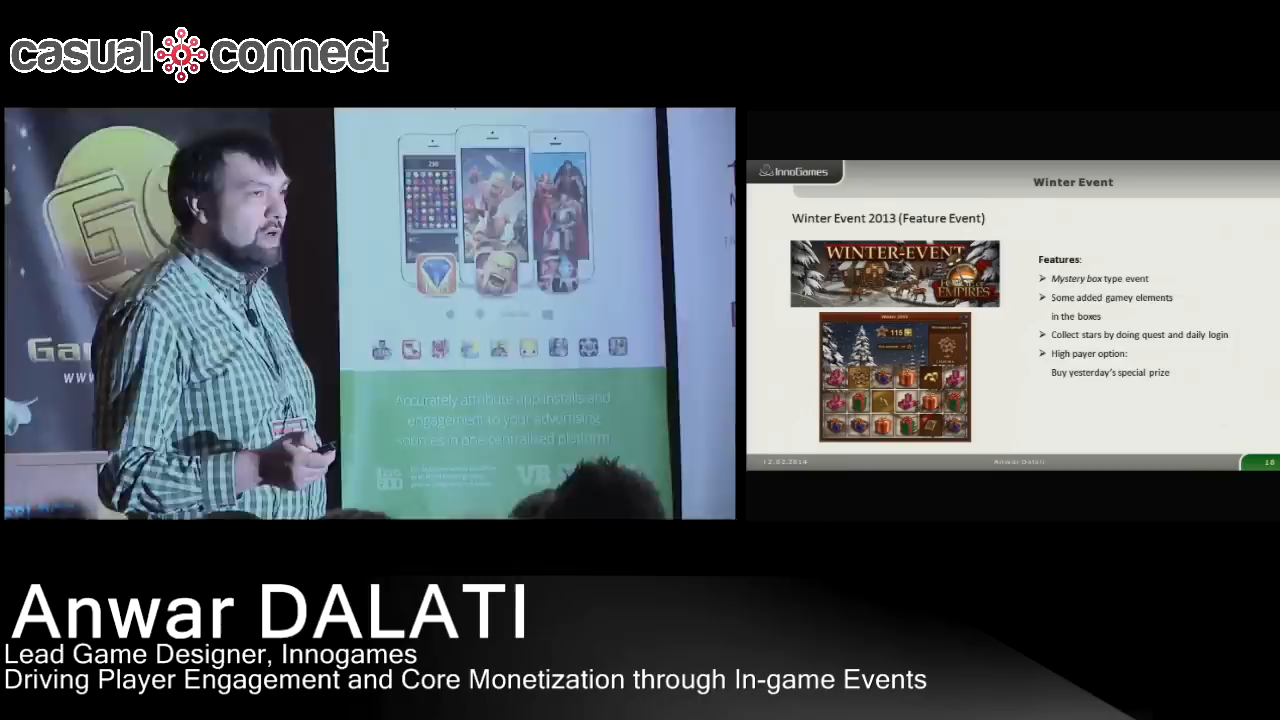 casual connect
Accurately attribute app installs and
engagement to your advertising
sources in one centralised platform
InnoGames
Winter Event
Winter Event 2013 (Feature Event)
WINTER-EVENT
EMPIRES
115
Features:
➢ Mystery box type event
➢ Some added gamey elements
in the boxes
➢ Collect stars by doing quest and daily login
➢ High payer option:
Buy yesterday's special prize
12.02.2014
Anwar Dalati
18
Anwar DALATI
Lead Game Designer, Innogames
Driving Player Engagement and Core Monetization through In-game Events